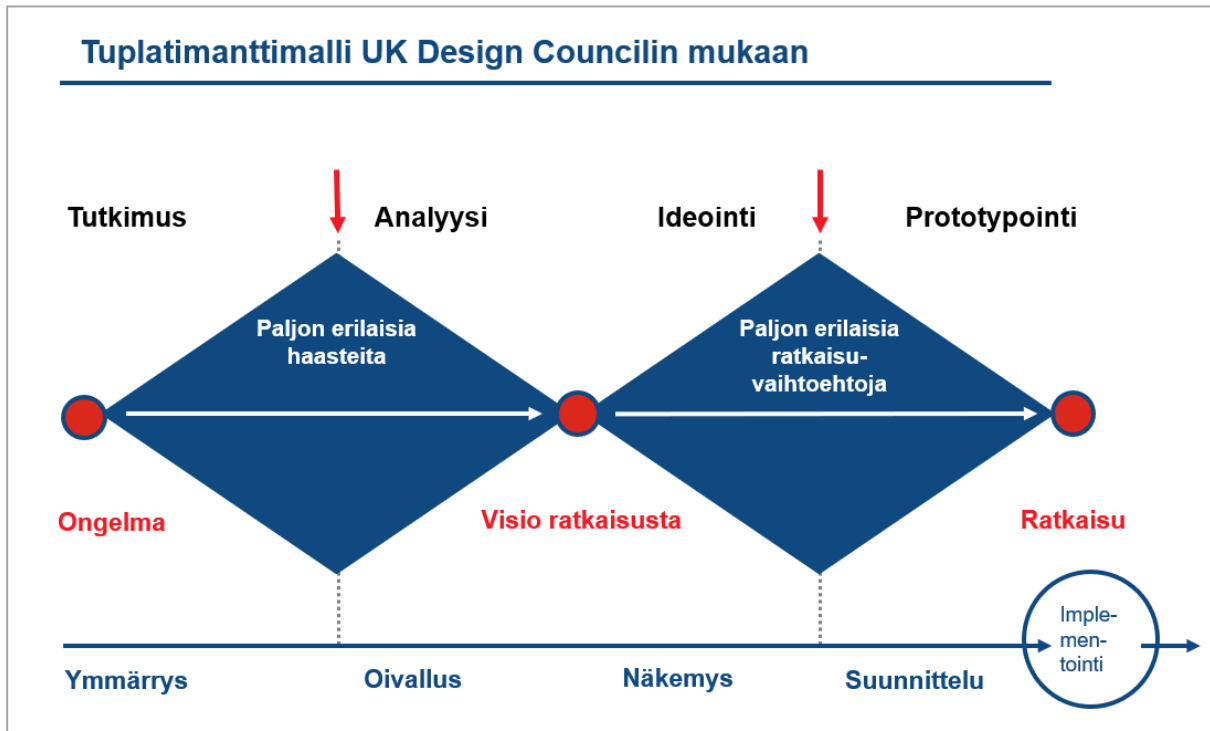 Tuplatimanttimalli UK Design Councilin mukaan
Tutkimus
Analyysi
Ideointi
Prototypointi
Paljon erilaisia
haasteita
Paljon erilaisia
ratkaisu-
vaihtoehtoja
Ongelma
Visio ratkaisusta
Ratkaisu
Imple-
men-
tointi
Ymmärrys
Oivallus
Näkemys
Suunnittelu